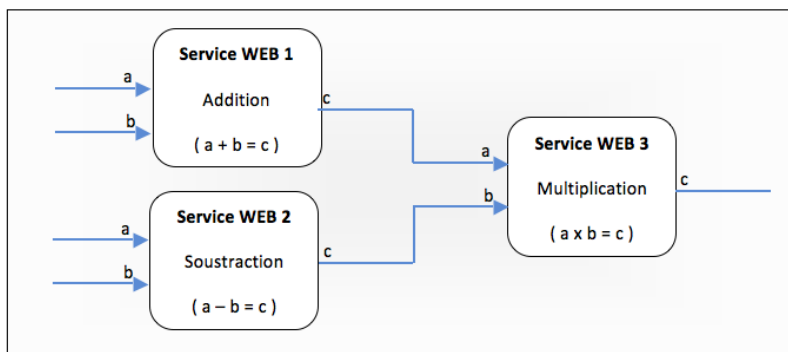 Service WEB 1
a
Addition
c
b
( a + b = c )
Service WEB 2
a
Soustraction
c
b
( a – b = c )
Service WEB 3
a
Multiplication
c
b
( a x b = c )